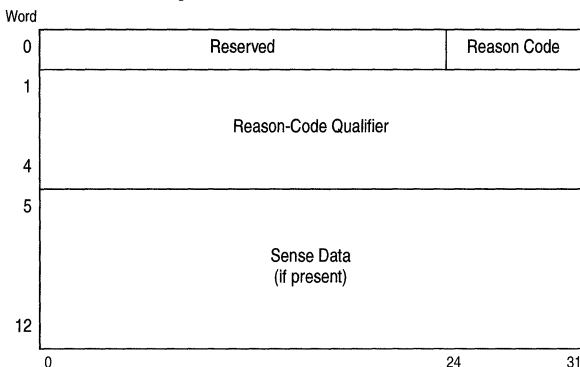 Word
0 Reserved Reason Code
1
Reason-Code Qualifier
4
5
Sense Data
(if present)
12
0 24 31